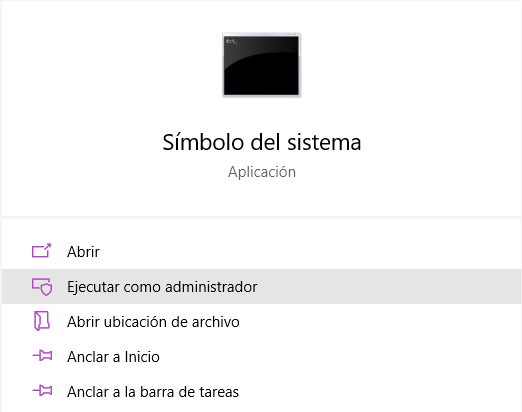 C:\_
Símbolo del sistema
Aplicación
Abrir
Ejecutar como administrador
Abrir ubicación de archivo
Anclar a Inicio
Anclar a la barra de tareas